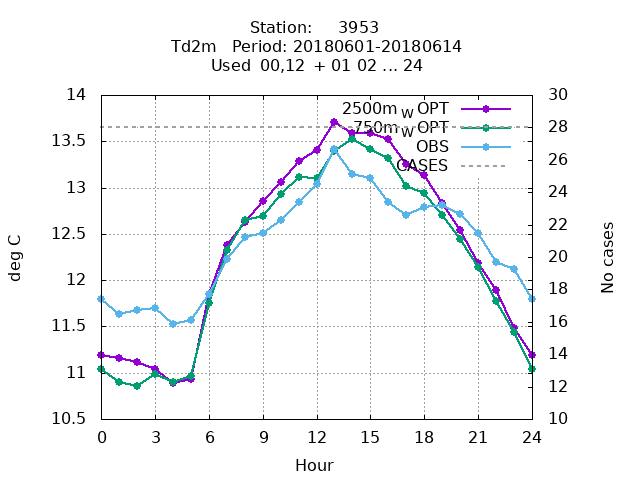 Station: 3953
Td2m Period: 20180601-20180614
Used 00,12 + 01 02 ... 24
14 30
2500m W OPT
750m W OPT
OBS
CASES
13.5
13
12.5
12
11.5
11
10.5
28
26
24
22
20
18
16
14
12
10
deg C
No cases
0 3 6 9 12 15 18 21 24
Hour